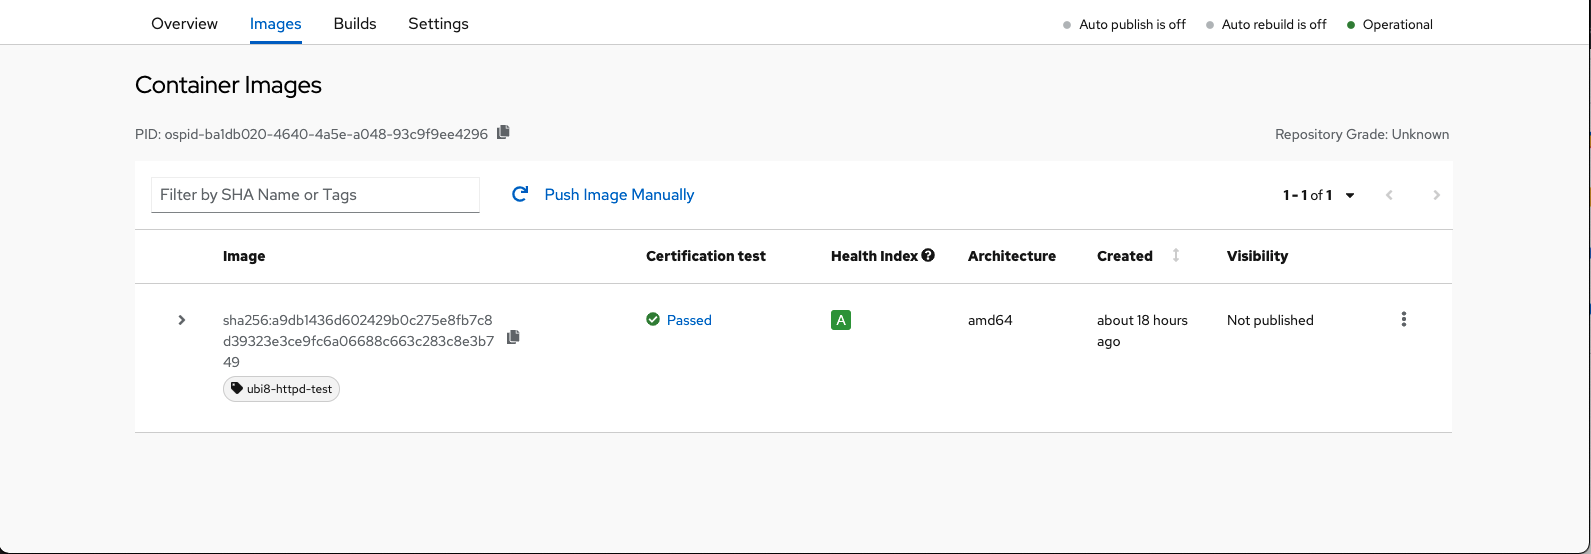 Overview Images Builds Settings Auto publish is off Auto rebuild is off Operational
Container Images
PID: ospid-ba1db020-4640-4a5e-a048-93c9f9ee4296 Repository Grade: Unknown
Filter by SHA Name or Tags Push Image Manually 1 - 1 of 1
Image Certification test Health Index Architecture Created Visibility
sha256:a9db1436d602429b0c275e8fb7c8 Passed A amd64 about 18 hours Not published
d39323e3ce9fc6a06688c663c283c8e3b7 ago
49
ubi8-httpd-test